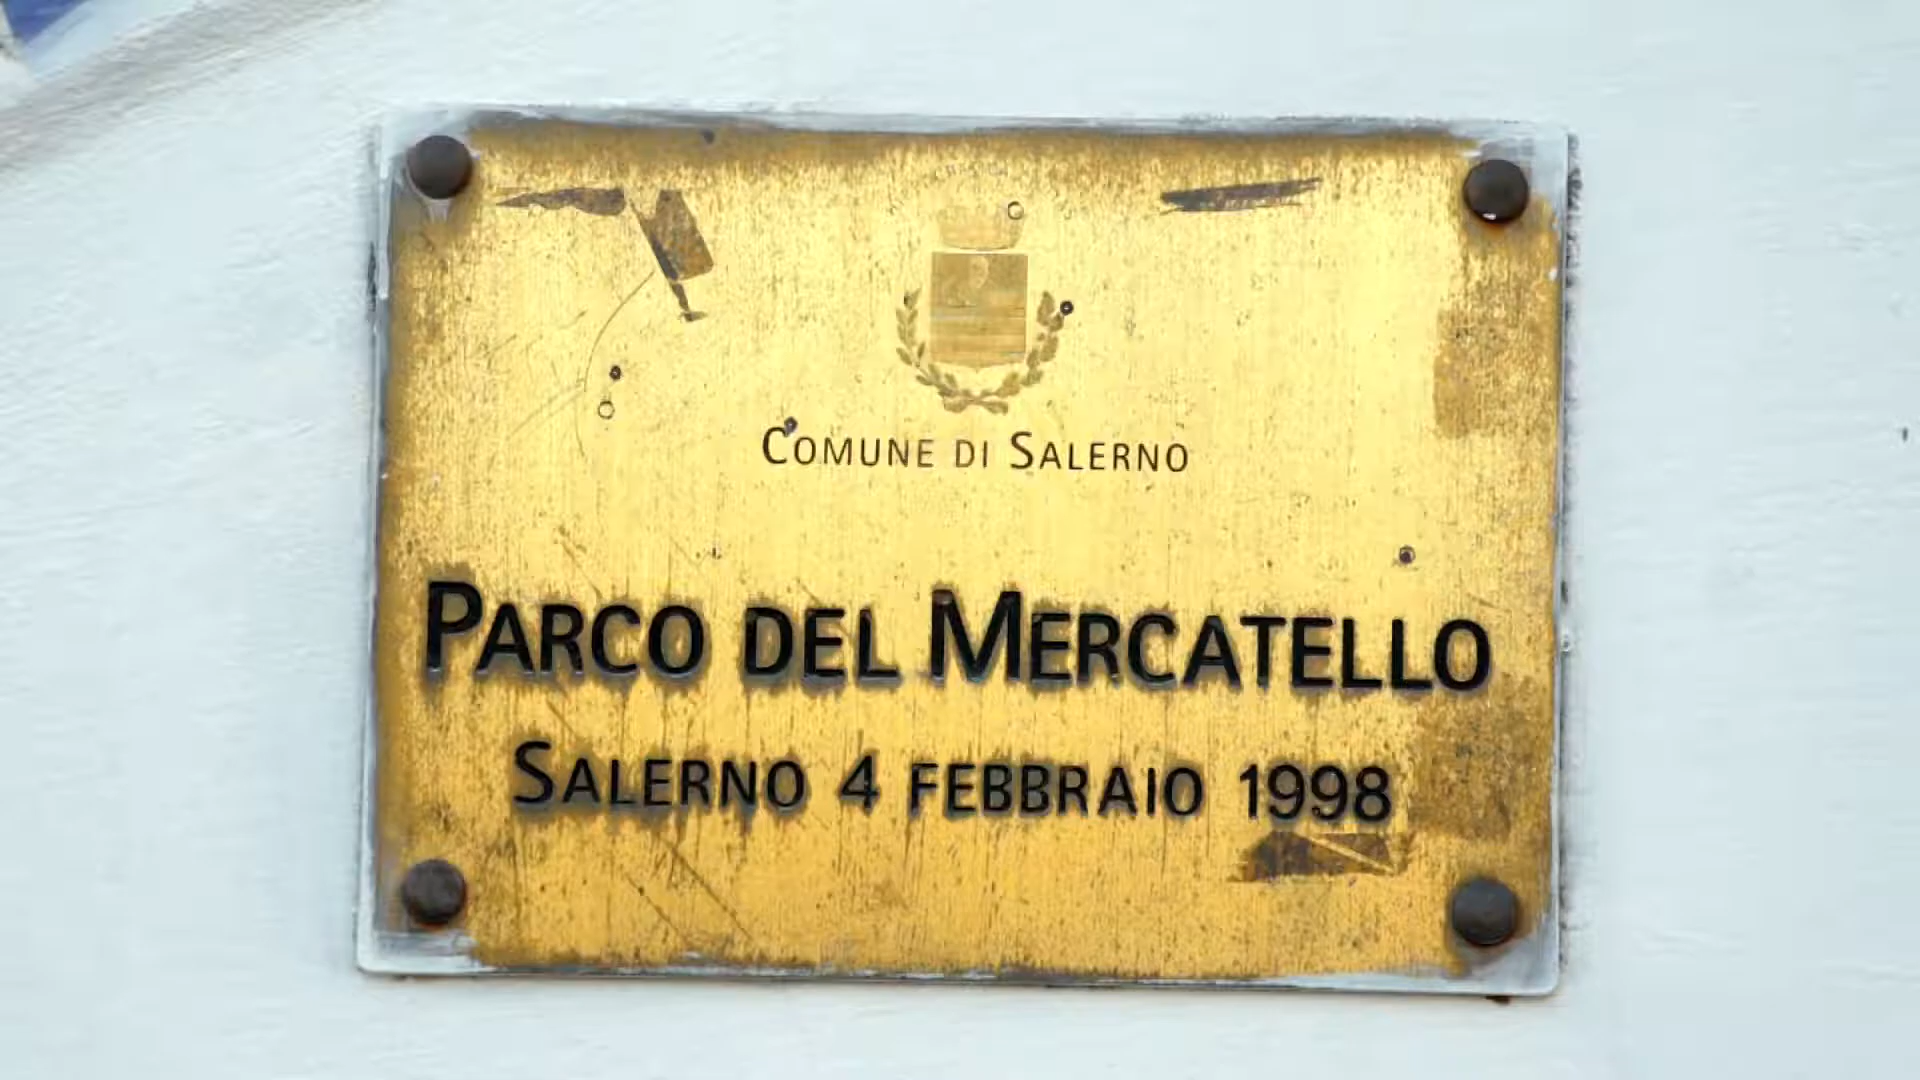 COMUNE DI SALERNO
PARCO DEL MERCATELLO
SALERNO 4 FEBBRAIO 1998